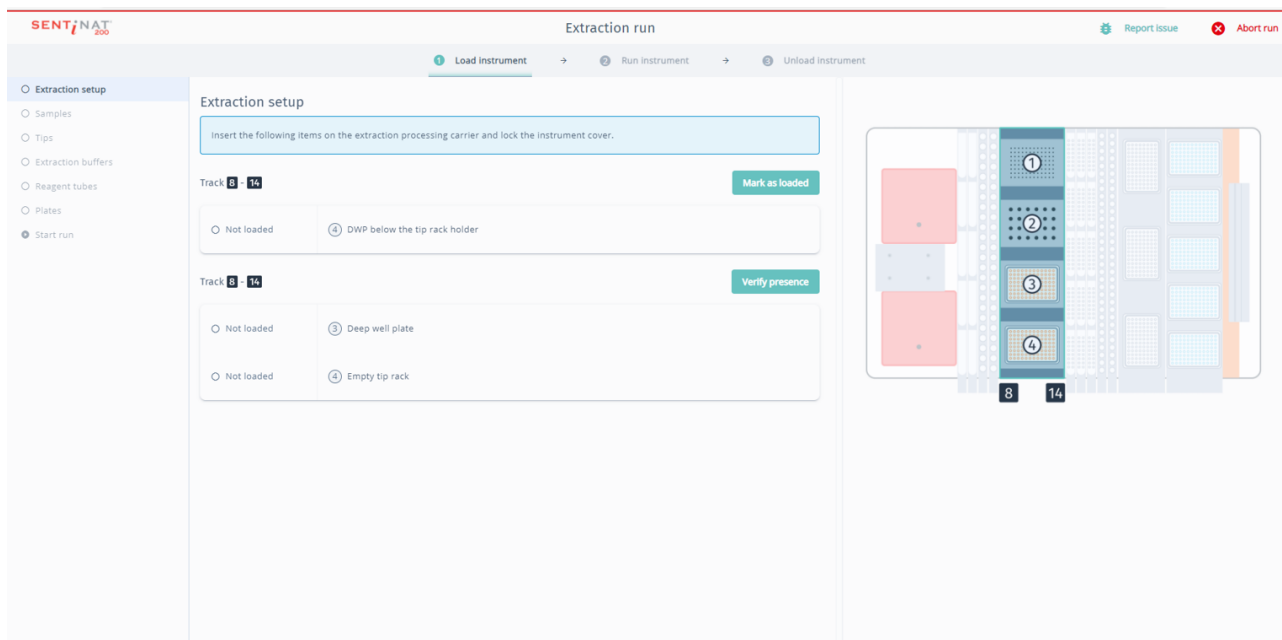 SENTiNAT
200
Extraction run
Report issue
Abort run
1 Load instrument → 2 Run instrument → 3 Unload instrument
Extraction setup
Samples
Tips
Extraction buffers
Reagent tubes
Plates
Start run
Extraction setup
Insert the following items on the extraction processing carrier and lock the instrument cover.
Track 8 - 14
Mark as loaded
Not loaded 4 DWP below the tip rack holder
Track 8 - 14
Verify presence
Not loaded 3 Deep well plate
Not loaded 4 Empty tip rack
1
2
3
4
8 14